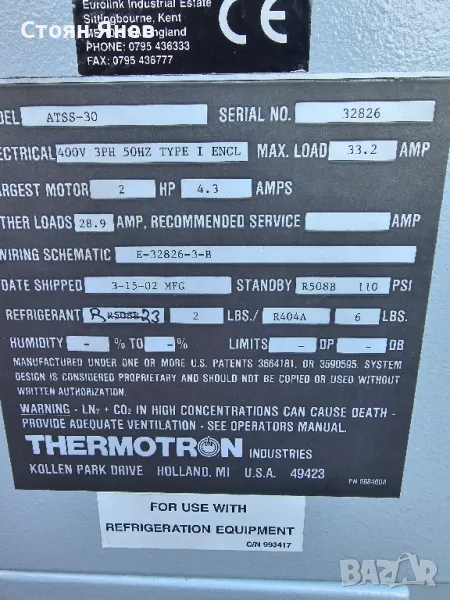 Eurolink Industrial Estate
Sittingbourne, Kent
England
PHONE: 0795 436333
FAX: 0795 436777
CE
Стоян Янков
DEL ATSS-30 SERIAL NO. 32826
ECTRICAL 400V 3PH 50HZ TYPE I ENCL MAX. LOAD 33.2 AMP
ARGEST MOTOR 2 HP 4.3 AMPS
THER LOADS 28.9 AMP, RECOMMENDED SERVICE AMP
WIRING SCHEMATIC E-32826-3-B
DATE SHIPPED 3-15-02 MFG STANDBY R508B 110 PSI
REFRIGERANT R R508B 23 2 LBS./ R404A 6 LBS.
HUMIDITY - % TO - % LIMITS - DP - DB
MANUFACTURED UNDER ONE OR MORE U.S. PATENTS 3664181, OR 3590595. SYSTEM
DESIGN IS CONSIDERED PROPRIETARY AND SHOULD NOT BE COPIED OR USED WITHOUT
WRITTEN AUTHORIZATION.
WARNING - LN2 + CO2 IN HIGH CONCENTRATIONS CAN CAUSE DEATH -
PROVIDE ADEQUATE VENTILATION - SEE OPERATORS MANUAL.
THERMOTRON INDUSTRIES
KOLLEN PARK DRIVE HOLLAND, MI U.S.A. 49423
FOR USE WITH
REFRIGERATION EQUIPMENT
C/N 993417
BAZAR